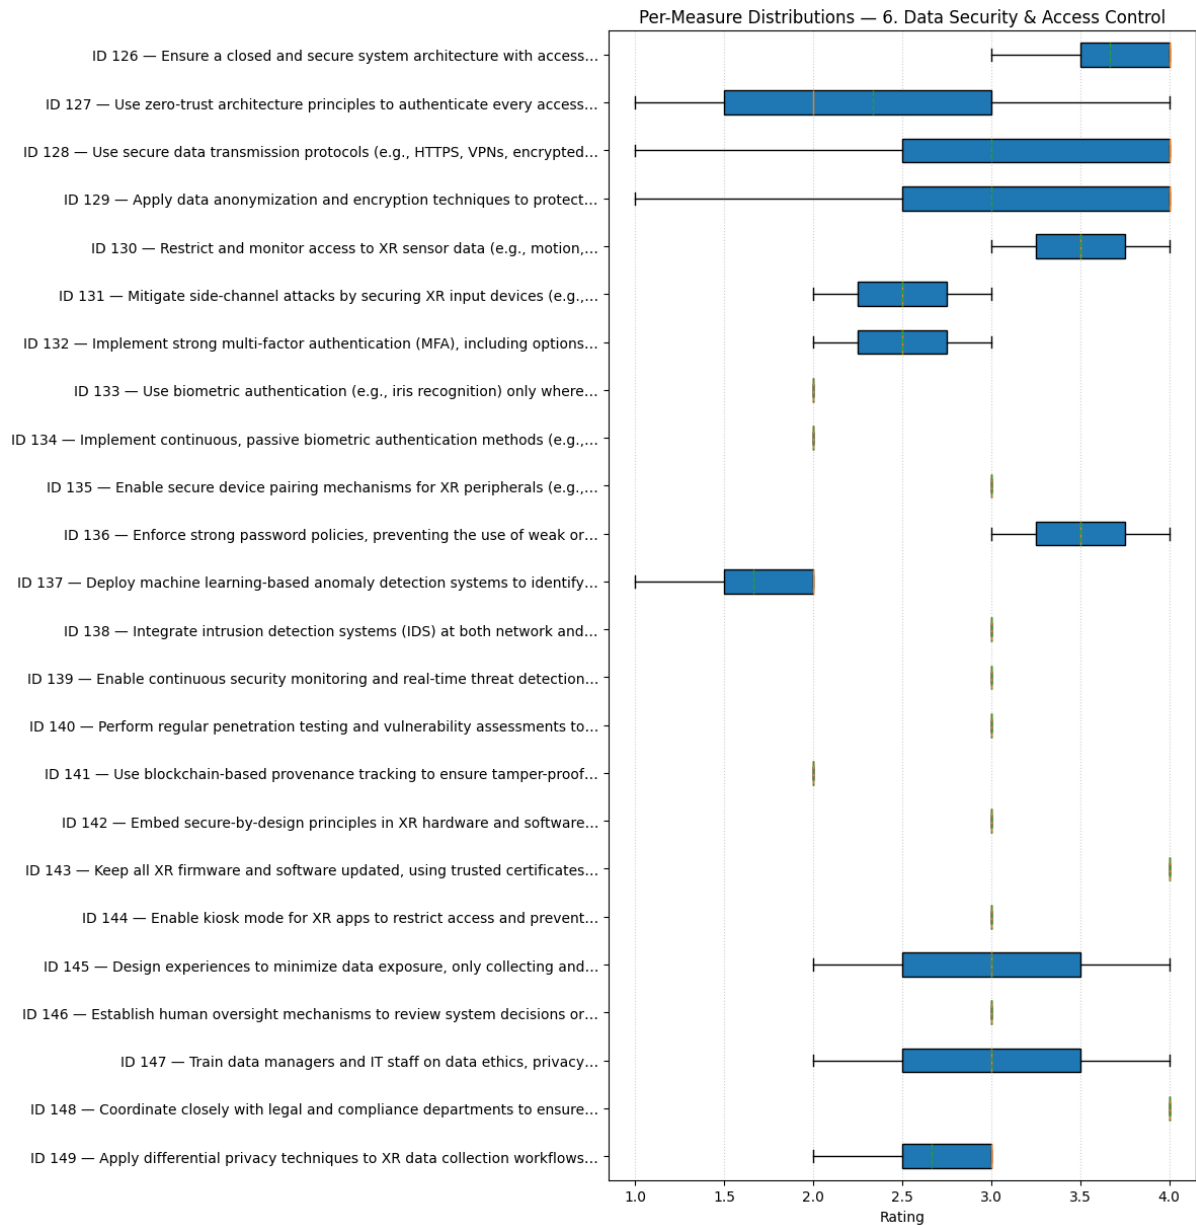 Per-Measure Distributions — 6. Data Security & Access Control
ID 126 — Ensure a closed and secure system architecture with access...
ID 127 — Use zero-trust architecture principles to authenticate every access...
ID 128 — Use secure data transmission protocols (e.g., HTTPS, VPNs, encrypted...
ID 129 — Apply data anonymization and encryption techniques to protect...
ID 130 — Restrict and monitor access to XR sensor data (e.g., motion,...
ID 131 — Mitigate side-channel attacks by securing XR input devices (e.g.,...
ID 132 — Implement strong multi-factor authentication (MFA), including options...
ID 133 — Use biometric authentication (e.g., iris recognition) only where...
ID 134 — Implement continuous, passive biometric authentication methods (e.g.,...
ID 135 — Enable secure device pairing mechanisms for XR peripherals (e.g.,...
ID 136 — Enforce strong password policies, preventing the use of weak or...
ID 137 — Deploy machine learning-based anomaly detection systems to identify...
ID 138 — Integrate intrusion detection systems (IDS) at both network and...
ID 139 — Enable continuous security monitoring and real-time threat detection...
ID 140 — Perform regular penetration testing and vulnerability assessments to...
ID 141 — Use blockchain-based provenance tracking to ensure tamper-proof...
ID 142 — Embed secure-by-design principles in XR hardware and software...
ID 143 — Keep all XR firmware and software updated, using trusted certificates...
ID 144 — Enable kiosk mode for XR apps to restrict access and prevent...
ID 145 — Design experiences to minimize data exposure, only collecting and...
ID 146 — Establish human oversight mechanisms to review system decisions or...
ID 147 — Train data managers and IT staff on data ethics, privacy...
ID 148 — Coordinate closely with legal and compliance departments to ensure...
ID 149 — Apply differential privacy techniques to XR data collection workflows...
1.0 1.5 2.0 2.5 3.0 3.5 4.0
Rating